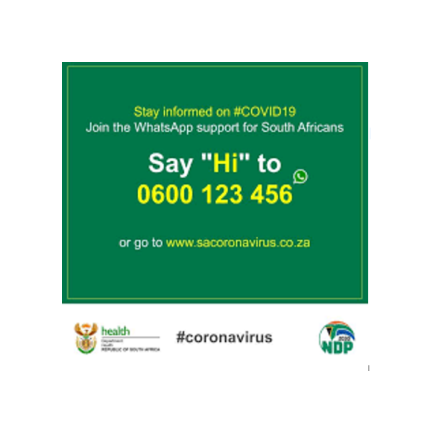 Stay informed on #COVID19
Join the WhatsApp support for South Africans
Say "Hi" to
0600 123 456
or go to www.sacoronavirus.co.za
health
Department:
Health
REPUBLIC OF SOUTH AFRICA
#coronavirus
2030
NDP